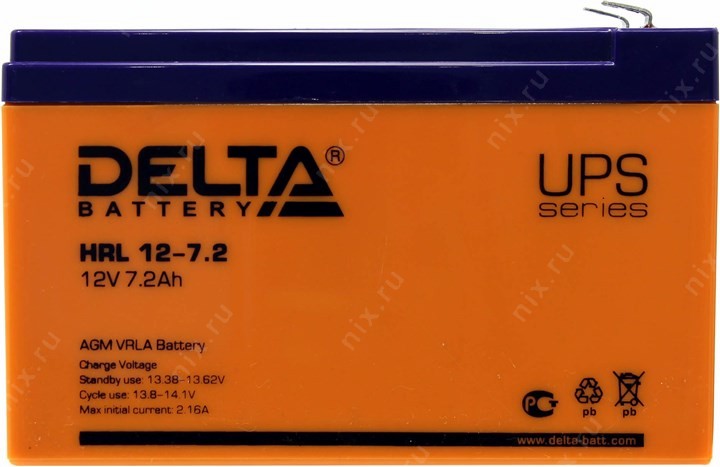 DELTA®
BATTERY
UPS
series
HRL 12-7.2
12V 7.2Ah
AGM VRLA Battery
Charge Voltage
Standby use: 13.38-13.62V
Cycle use: 13.8-14.1V
Max initial current: 2.16A
pb pb
www.delta-batt.com
nix.ru